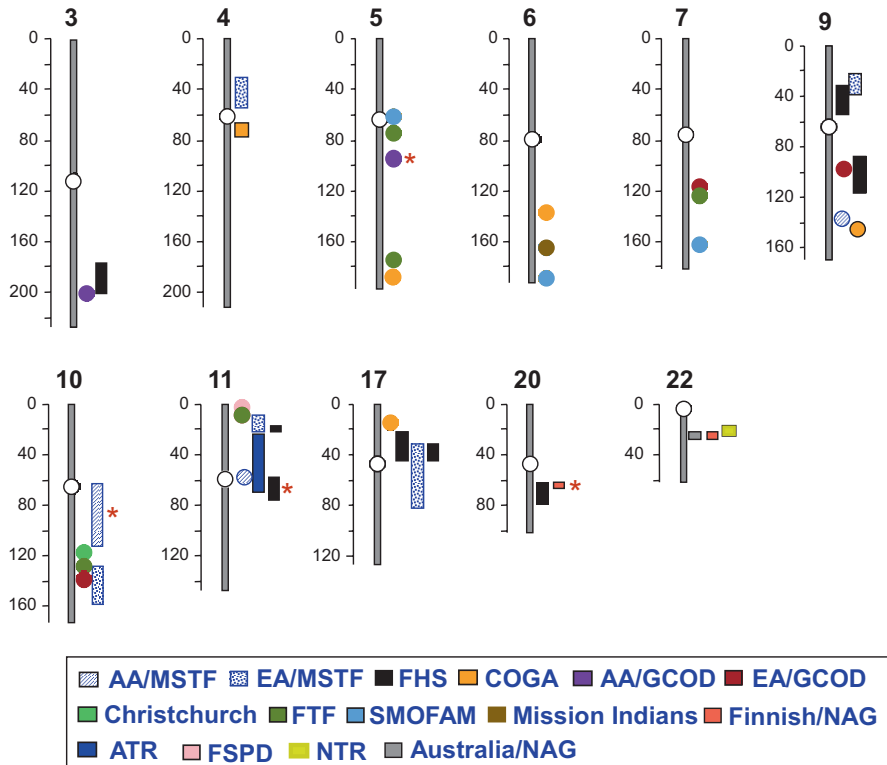 3 4 5 6 7 9
0 0 0 0 0 0
40 40 40 40 40 40
80 80 80 80 80 80
120 120 120 120 120 120
160 160 160 160 160 160
200 200
*
10 11 17 20 22
0 0 0 0 0
40 40 40 40 40
80 80 80 80
120 120 120
160
* * *
AA/MSTF EA/MSTF FHS COGA AA/GCOD EA/GCOD
Christchurch FTF SMOFAM Mission Indians Finnish/NAG
ATR FSPD NTR Australia/NAG